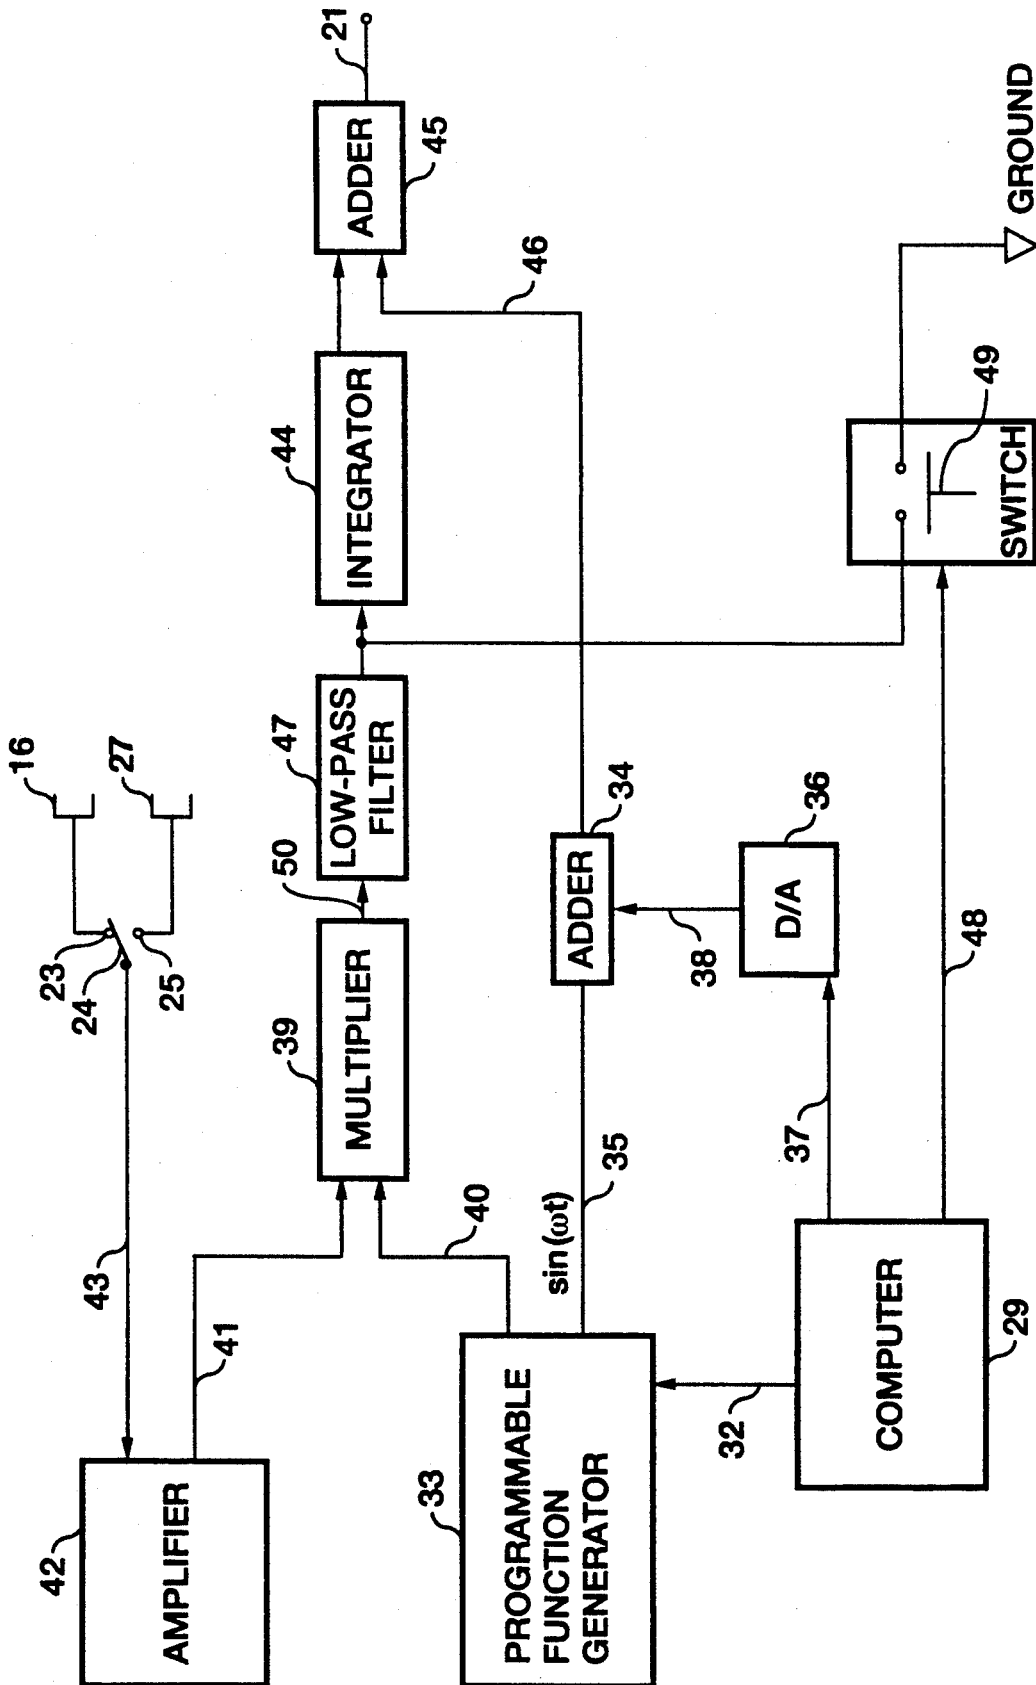 16
27
23
24
25
43
42
AMPLIFIER
41
39
MULTIPLIER
50
47
LOW-PASS
FILTER
44
INTEGRATOR
ADDER
45
21
40
46
33
PROGRAMMABLE
FUNCTION
GENERATOR
sin(ωt)
35
ADDER
34
38
D/A
36
32
37
COMPUTER
29
48
SWITCH
49
GROUND